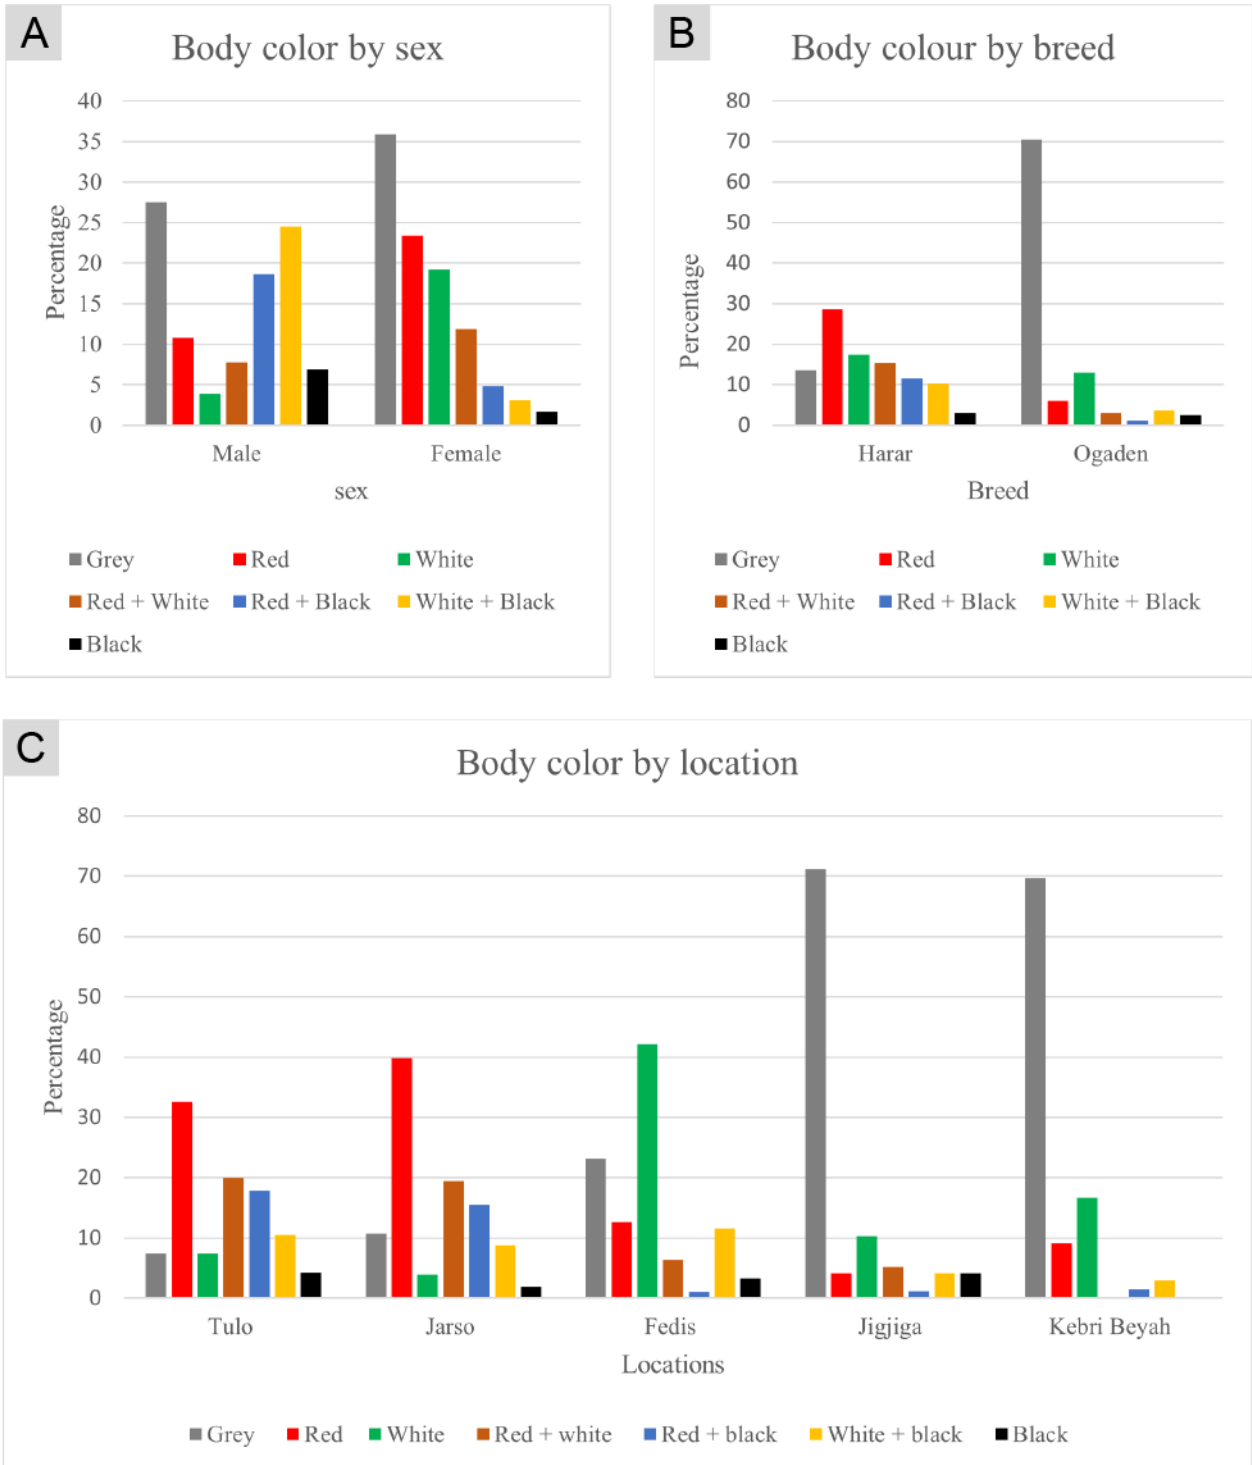 A
Body color by sex
40
35
30
25
20
15
10
5
0
Percentage
Male Female
sex
Grey Red White
Red + White Red + Black White + Black
Black
B
Body colour by breed
80
70
60
50
40
30
20
10
0
Percentage
Harar Ogaden
Breed
Grey Red White
Red + White Red + Black White + Black
Black
C
Body color by location
80
70
60
50
40
30
20
10
0
Percentage
Tulo Jarso Fedis Jigjiga Kebri Beyah
Locations
Grey Red White Red + white Red + black White + black Black